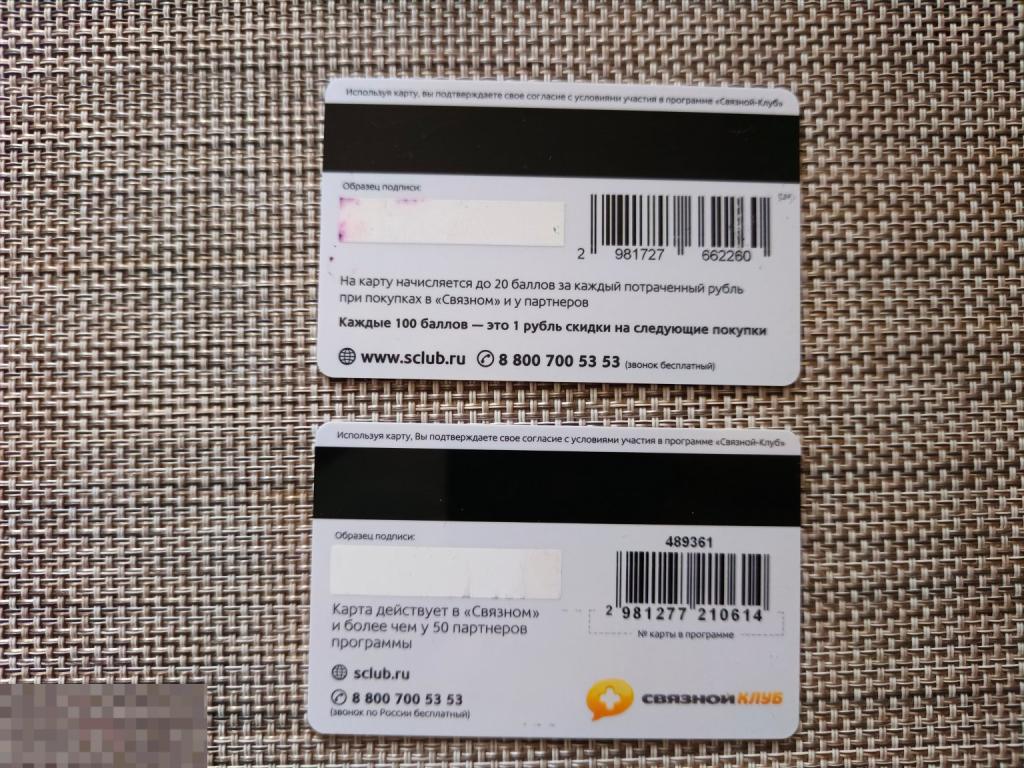 Используя карту, вы подтверждаете свое согласие с условиями участия в программе «Связной-Клуб»
Образец подписи:
2 981727 662260
На карту начисляется до 20 баллов за каждый потраченный рубль
при покупках в «Связном» и у партнеров
Каждые 100 баллов — это 1 рубль скидки на следующие покупки
www.sclub.ru 8 800 700 53 53 (звонок бесплатный)
Используя карту, Вы подтверждаете свое согласие с условиями участия в программе «Связной-Клуб»
Образец подписи:
489361
2 981277 210614
№ карты в программе
Карта действует в «Связном»
и более чем у 50 партнеров
программы
sclub.ru
8 800 700 53 53
(звонок по России бесплатный)
СВЯЗНОЙ КЛУБ